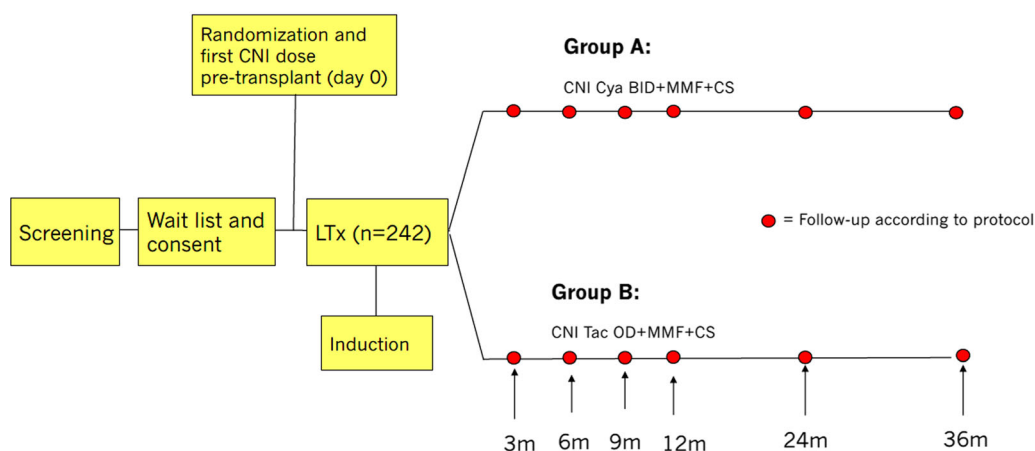 Randomization and
first CNI dose
pre-transplant (day 0)
Group A:
CNI Cya BID+MMF+CS
Screening
Wait list and
consent
LTx (n=242)
= Follow-up according to protocol
Induction
Group B:
CNI Tac OD+MMF+CS
3m
6m
9m
12m
24m
36m